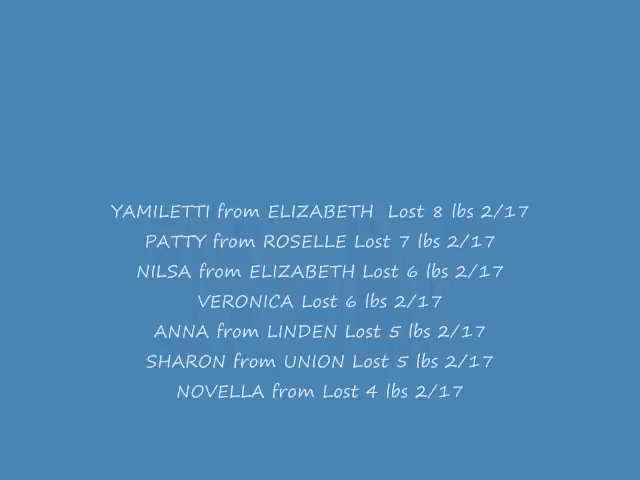 YAMILETTI from ELIZABETH Lost 8 lbs 2/17
PATTY from ROSELLE Lost 7 lbs 2/17
NILSA from ELIZABETH Lost 6 lbs 2/17
VERONICA Lost 6 lbs 2/17
ANNA from LINDEN Lost 5 lbs 2/17
SHARON from UNION Lost 5 lbs 2/17
NOVELLA from Lost 4 lbs 2/17